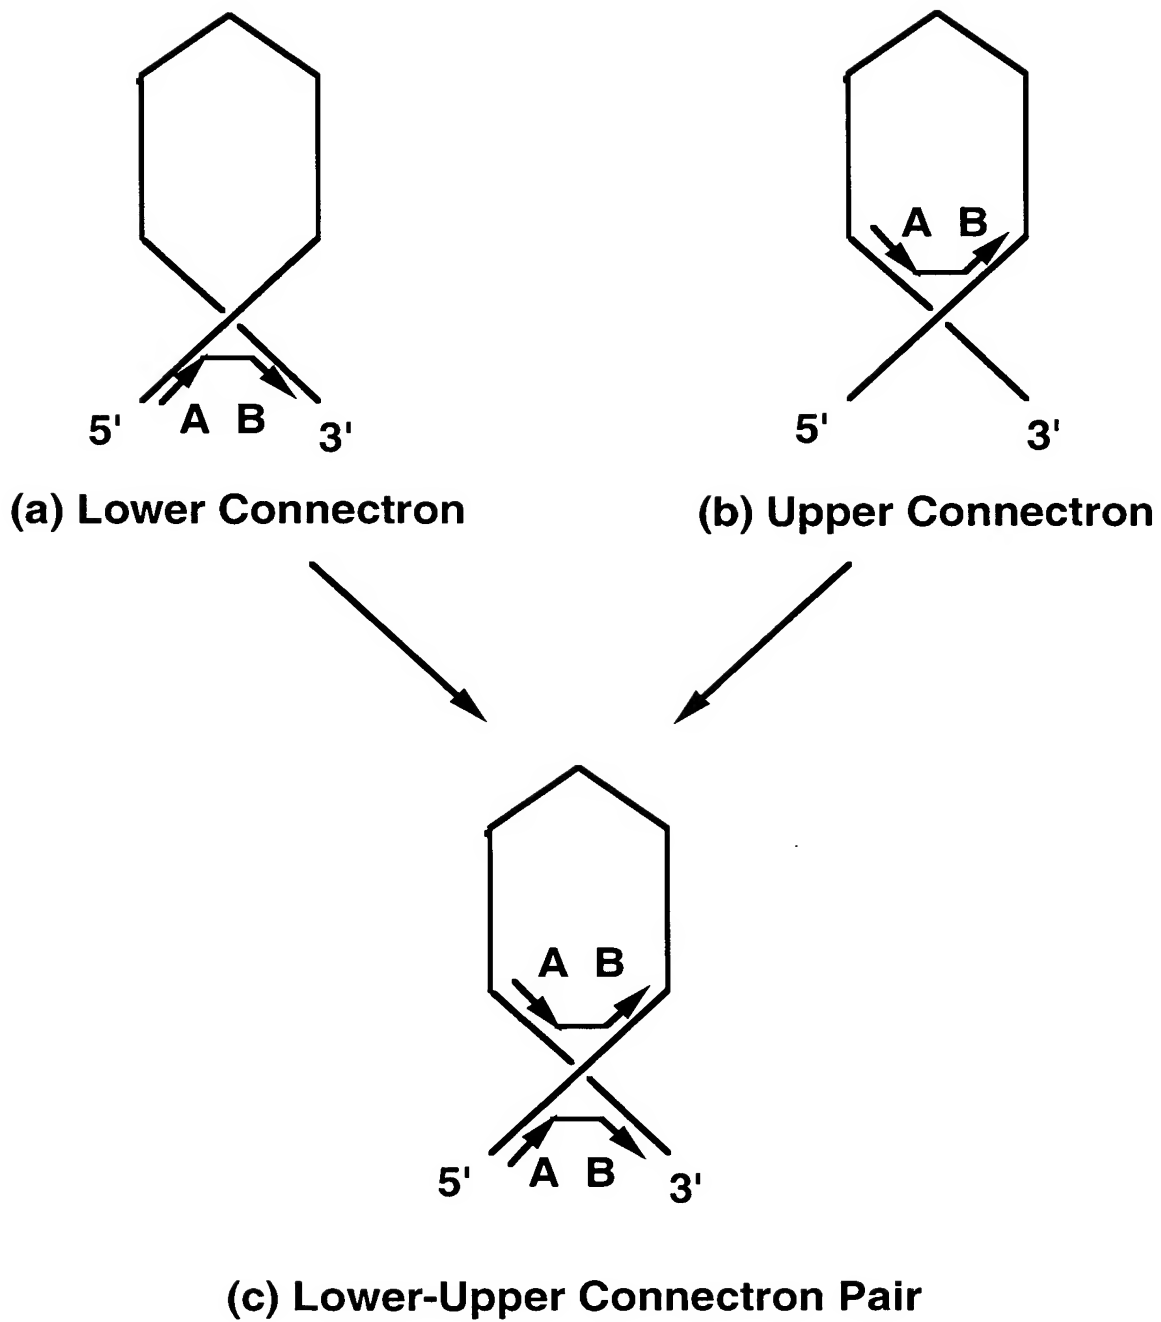 A B
5' A B 3'
5' 3'
(a) Lower Connectron
(b) Upper Connectron
A B
5' A B 3'
(c) Lower-Upper Connectron Pair